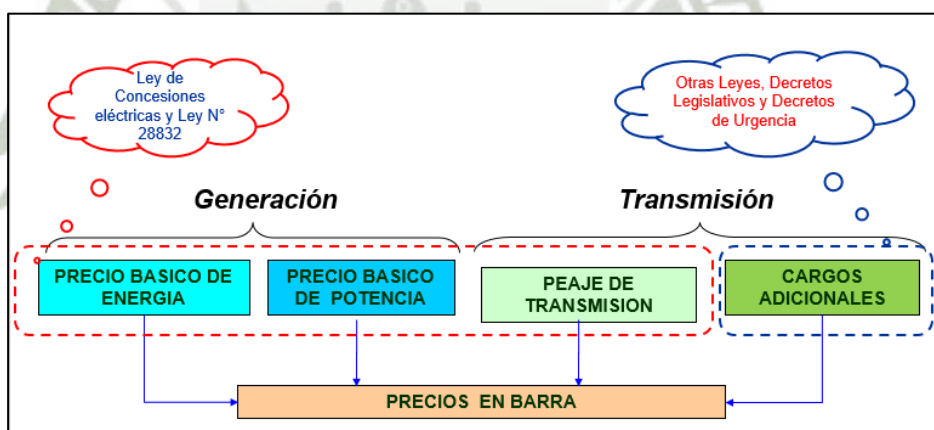 Ley de
Concesiones
eléctricas y Ley N°
28832
Otras Leyes, Decretos
Legislativos y Decretos
de Urgencia
Generación
Transmisión
PRECIO BASICO DE
ENERGIA
PRECIO BASICO
DE POTENCIA
PEAJE DE
TRANSMISION
CARGOS
ADICIONALES
PRECIOS EN BARRA